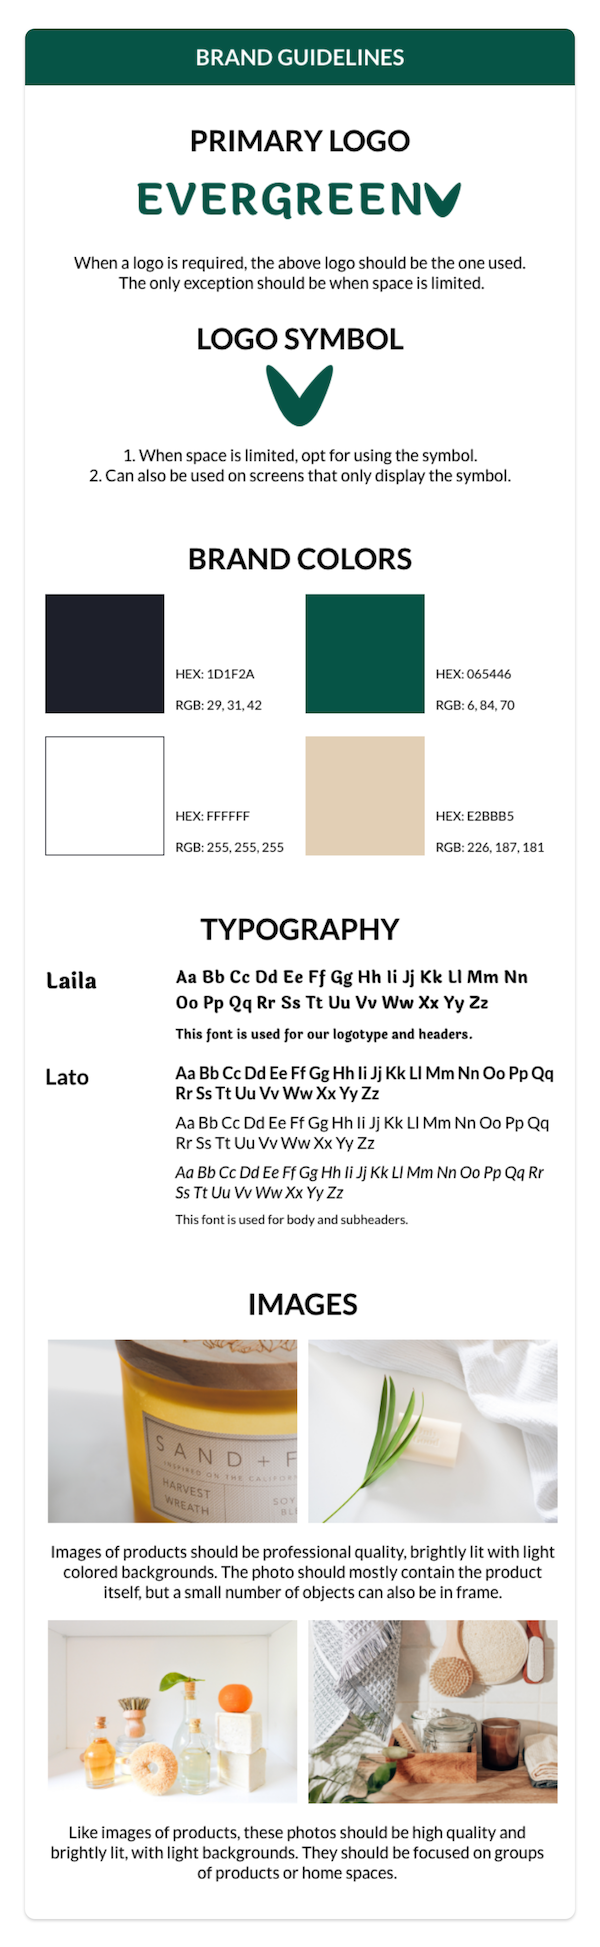 BRAND GUIDELINES
PRIMARY LOGO
EVERGREEN
When a logo is required, the above logo should be the one used.
The only exception should be when space is limited.
LOGO SYMBOL
1. When space is limited, opt for using the symbol.
2. Can also be used on screens that only display the symbol.
BRAND COLORS
HEX: 1D1F2A
RGB: 29, 31, 42
HEX: 065446
RGB: 6, 84, 70
HEX: FFFFFF
RGB: 255, 255, 255
HEX: E2BBB5
RGB: 226, 187, 181
TYPOGRAPHY
Laila
Aa Bb Cc Dd Ee Ff Gg Hh Ii Jj Kk Ll Mm Nn
Oo Pp Qq Rr Ss Tt Uu Vv Ww Xx Yy Zz
This font is used for our logotype and headers.
Lato
Aa Bb Cc Dd Ee Ff Gg Hh Ii Jj Kk Ll Mm Nn Oo Pp Qq
Rr Ss Tt Uu Vv Ww Xx Yy Zz
Aa Bb Cc Dd Ee Ff Gg Hh Ii Jj Kk Ll Mm Nn Oo Pp Qq
Rr Ss Tt Uu Vv Ww Xx Yy Zz
Aa Bb Cc Dd Ee Ff Gg Hh Ii Jj Kk Ll Mm Nn Oo Pp Qq Rr
Ss Tt Uu Vv Ww Xx Yy Zz
This font is used for body and subheaders.
IMAGES
SAND + F
INSPIRED ON THE CALIFOR
HARVEST
WREATH
SOY
BLE
Images of products should be professional quality, brightly lit with light
colored backgrounds. The photo should mostly contain the product
itself, but a small number of objects can also be in frame.
Like images of products, these photos should be high quality and
brightly lit, with light backgrounds. They should be focused on groups
of products or home spaces.